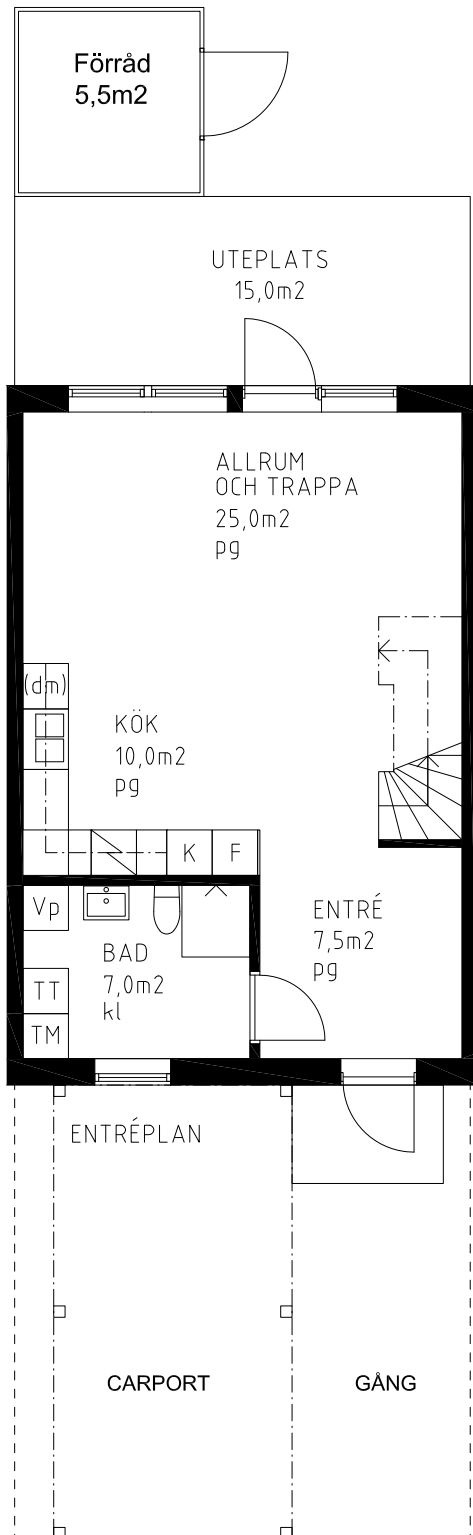 Förråd
5,5m2
UTEPLATS
15,0m2
ALLRUM
OCH TRAPPA
25,0m2
pg
(dm)
KÖK
10,0m2
pg
K F
Vp
BAD
7,0m2
kl
TT
TM
ENTRÉ
7,5m2
pg
ENTRÉPLAN
CARPORT
GÅNG